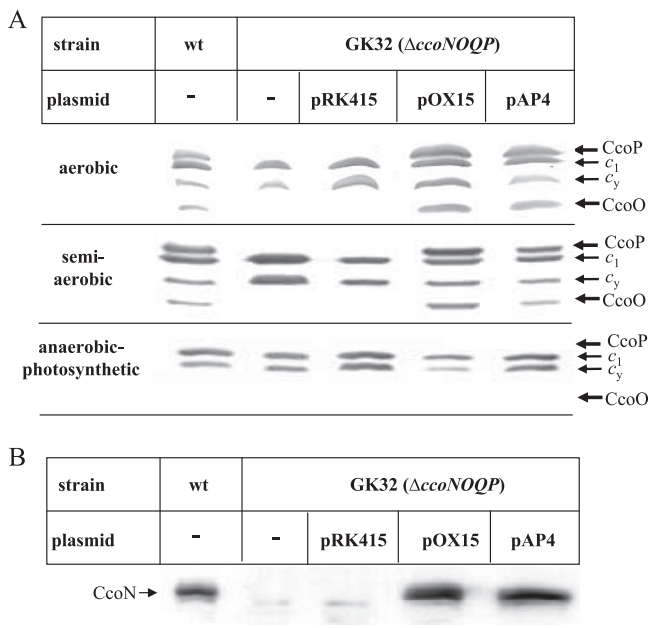 A
strain wt GK32 (ΔccoNOQP)
plasmid - - pRK415 pOX15 pAP4
aerobic
CcoP
c1
cy
CcoO
semi-
aerobic
CcoP
c1
cy
CcoO
anaerobic-
photosynthetic
CcoP
c1
cy
CcoO
B
strain wt GK32 (ΔccoNOQP)
plasmid - - pRK415 pOX15 pAP4
CcoN